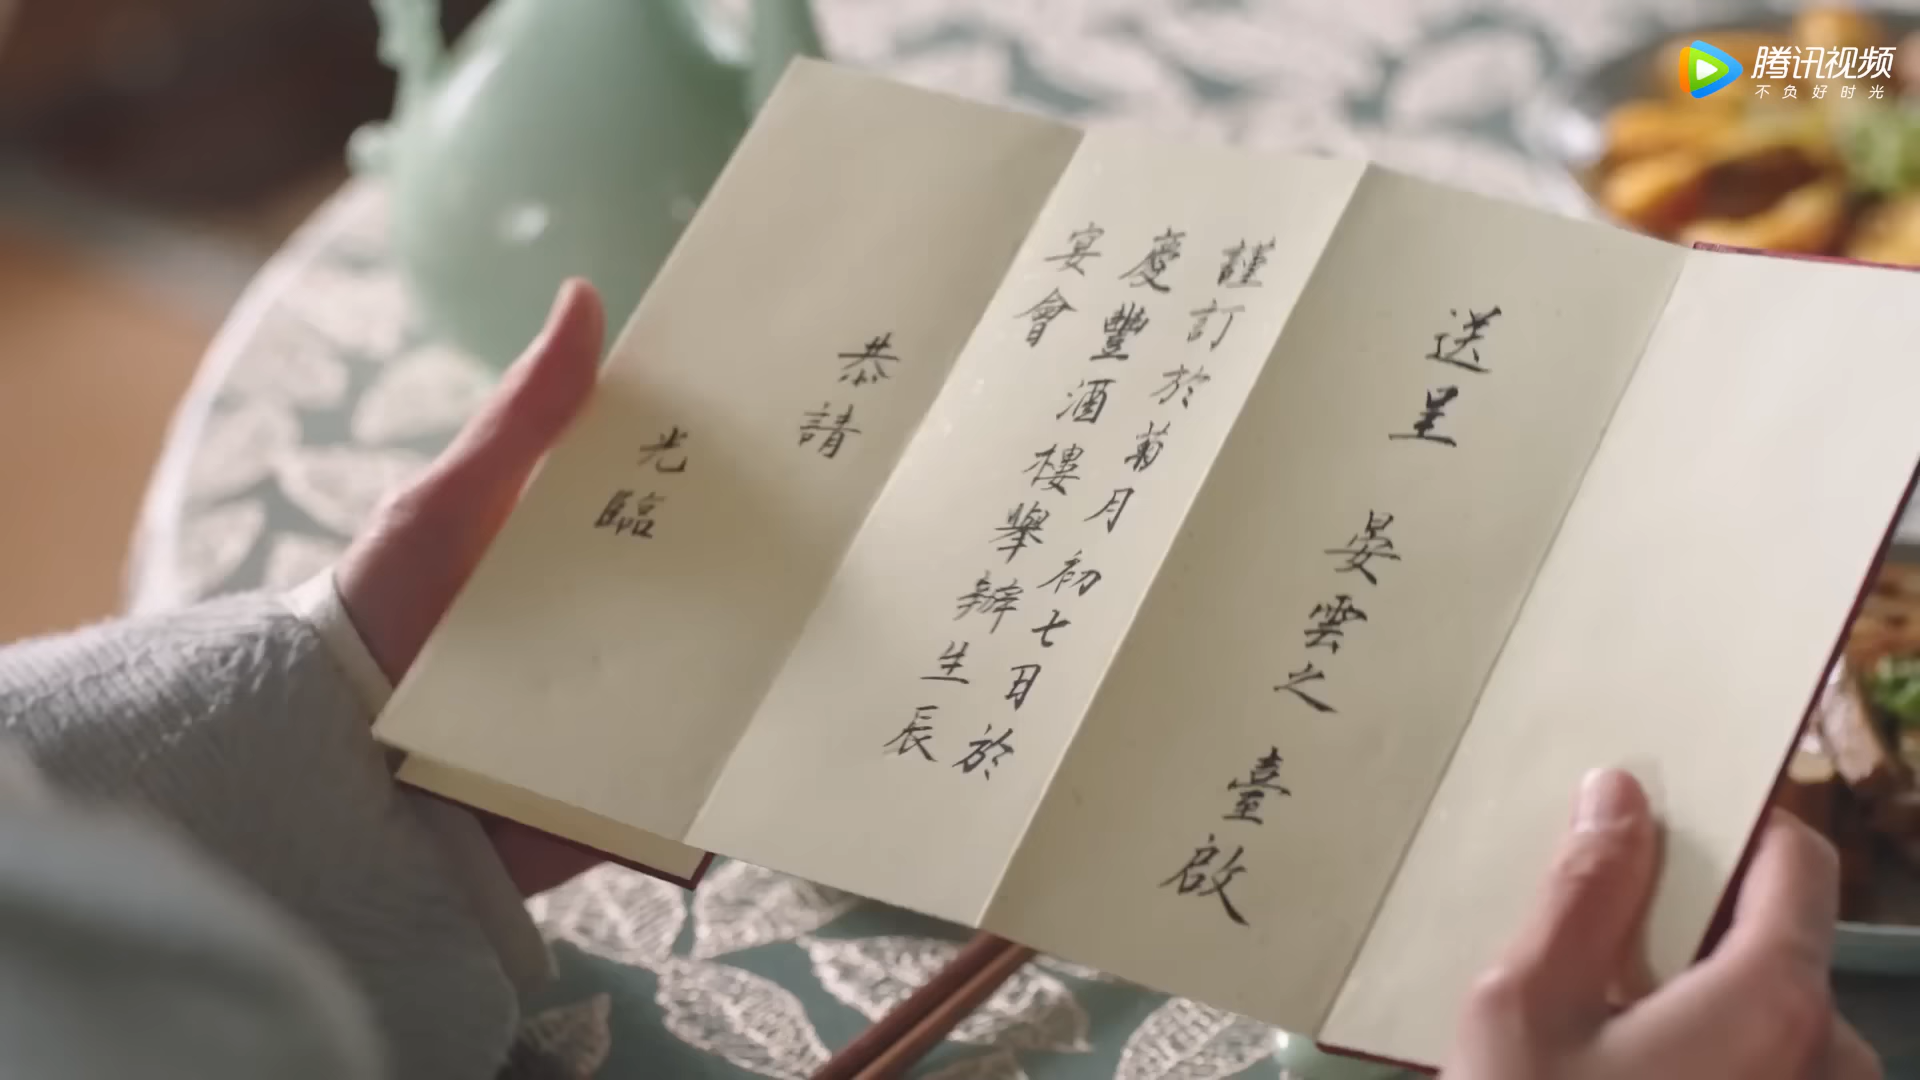 送呈 晏雲之 臺啟
謹訂於菊月初七日於
慶豐酒樓舉辦生辰
宴會
恭請
光臨
腾讯视频
不负好时光